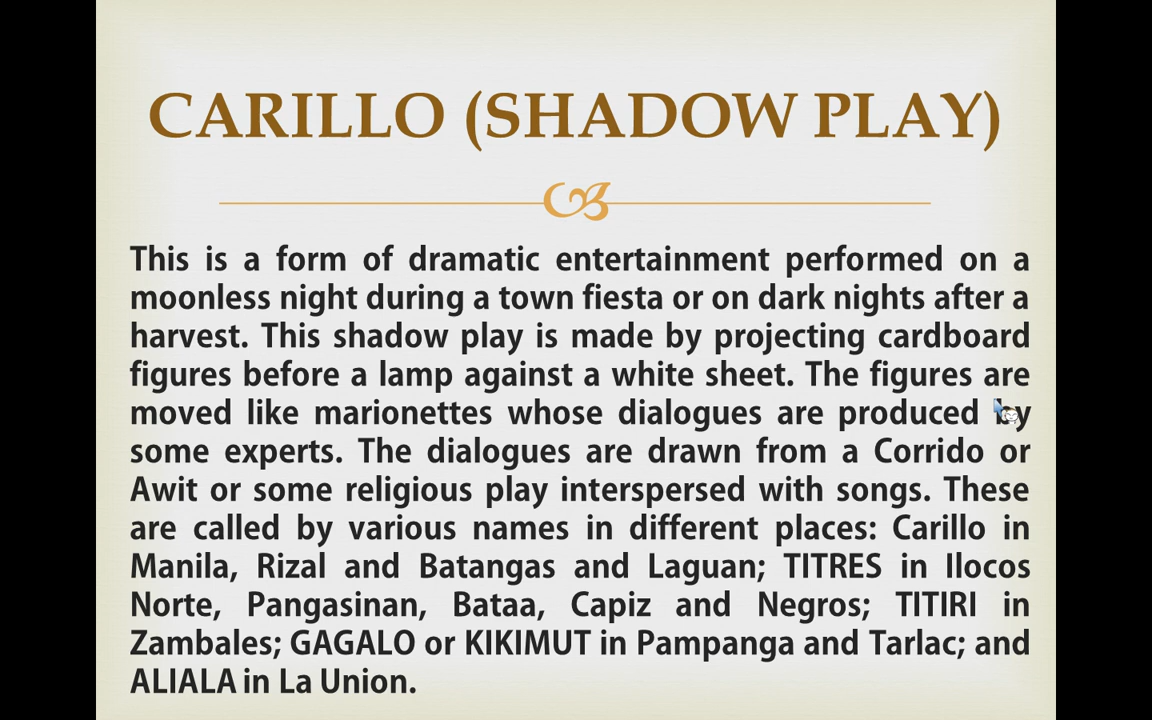 CARILLO (SHADOW PLAY)
This is a form of dramatic entertainment performed on a
moonless night during a town fiesta or on dark nights after a
harvest. This shadow play is made by projecting cardboard
figures before a lamp against a white sheet. The figures are
moved like marionettes whose dialogues are produced by
some experts. The dialogues are drawn from a Corrido or
Awit or some religious play interspersed with songs. These
are called by various names in different places: Carillo in
Manila, Rizal and Batangas and Laguan; TITRES in Ilocos
Norte, Pangasinan, Bataa, Capiz and Negros; TITIRI in
Zambales; GAGALO or KIKIMUT in Pampanga and Tarlac; and
ALIALA in La Union.